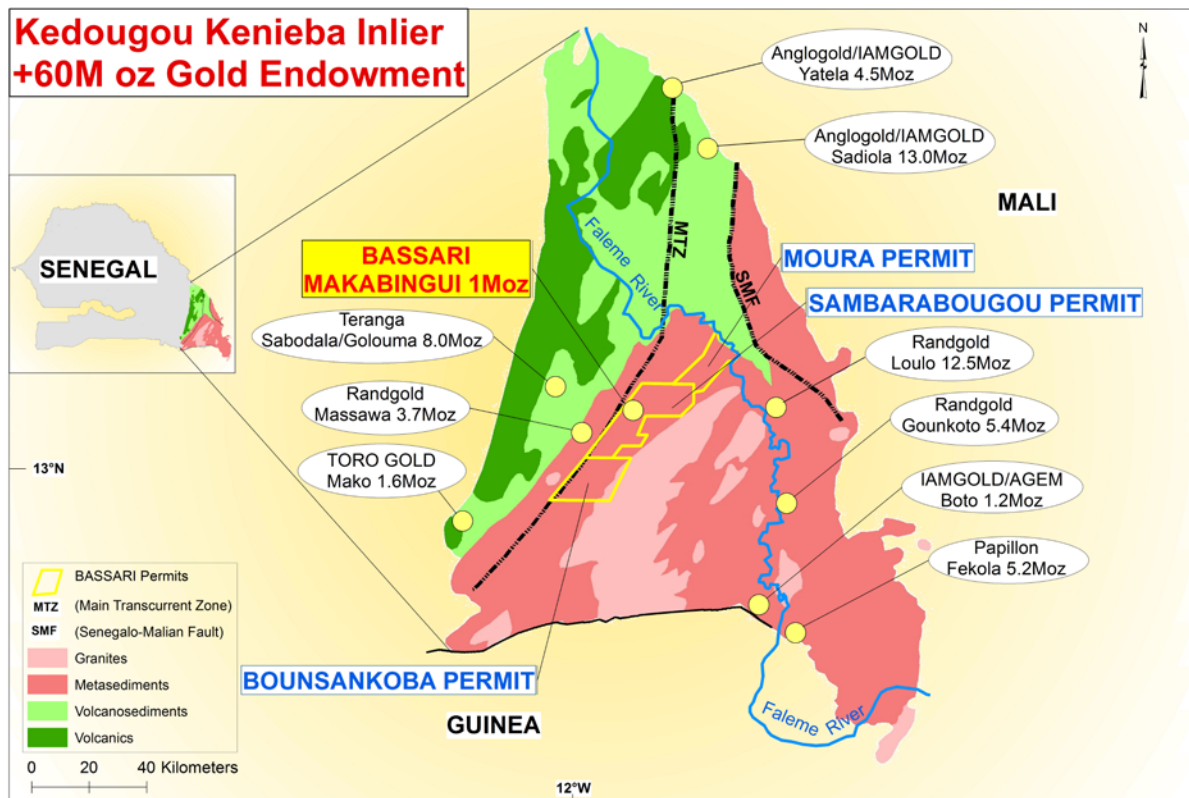 Kedougou Kenieba Inlier
+60M oz Gold Endowment
N
Anglogold/IAMGOLD
Yatela 4.5Moz
Anglogold/IAMGOLD
Sadiola 13.0Moz
MALI
SENEGAL
BASSARI
MAKABINGUI 1Moz
Faleme River
MTZ
SMF
MOURA PERMIT
SAMBARABOUGOU PERMIT
Teranga
Sabodala/Golouma 8.0Moz
Randgold
Massawa 3.7Moz
TORO GOLD
Mako 1.6Moz
Randgold
Loulo 12.5Moz
Randgold
Gounkoto 5.4Moz
IAMGOLD/AGEM
Boto 1.2Moz
Papillon
Fekola 5.2Moz
13°N
BASSARI Permits
MTZ (Main Transcurrent Zone)
SMF (Senegalo-Malian Fault)
Granites
Metasediments
Volcanosediments
Volcanics
0 20 40 Kilometers
BOUNSANKOBA PERMIT
GUINEA
Faleme River
12°W